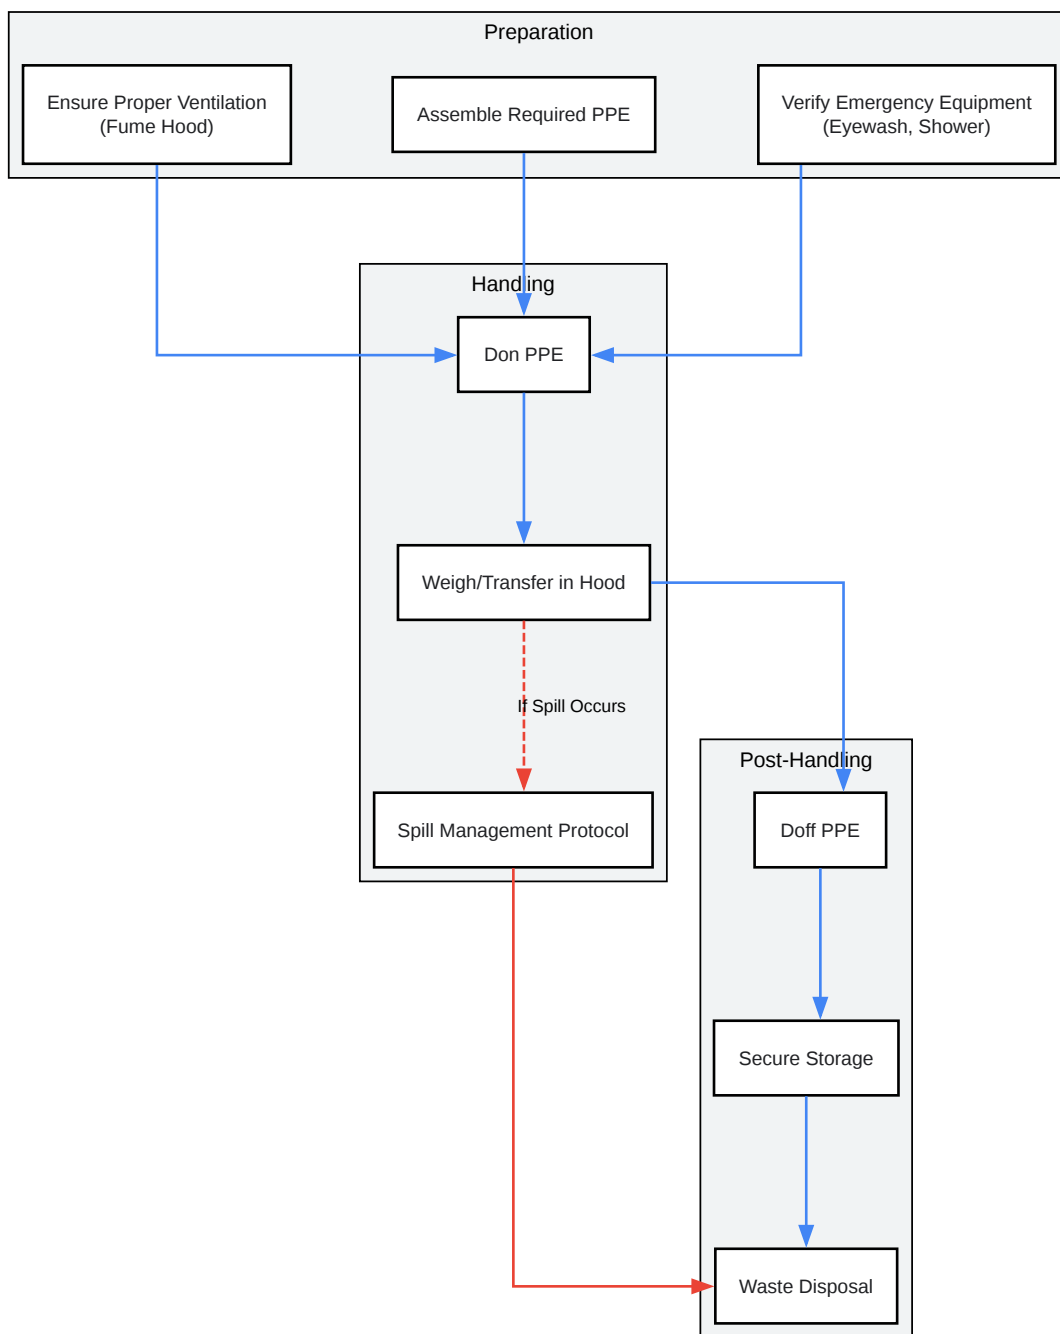 Preparation
Ensure Proper Ventilation
(Fume Hood)
Assemble Required PPE
Verify Emergency Equipment
(Eyewash, Shower)
Handling
Don PPE
Weigh/Transfer in Hood
If Spill Occurs
Spill Management Protocol
Post-Handling
Doff PPE
Secure Storage
Waste Disposal